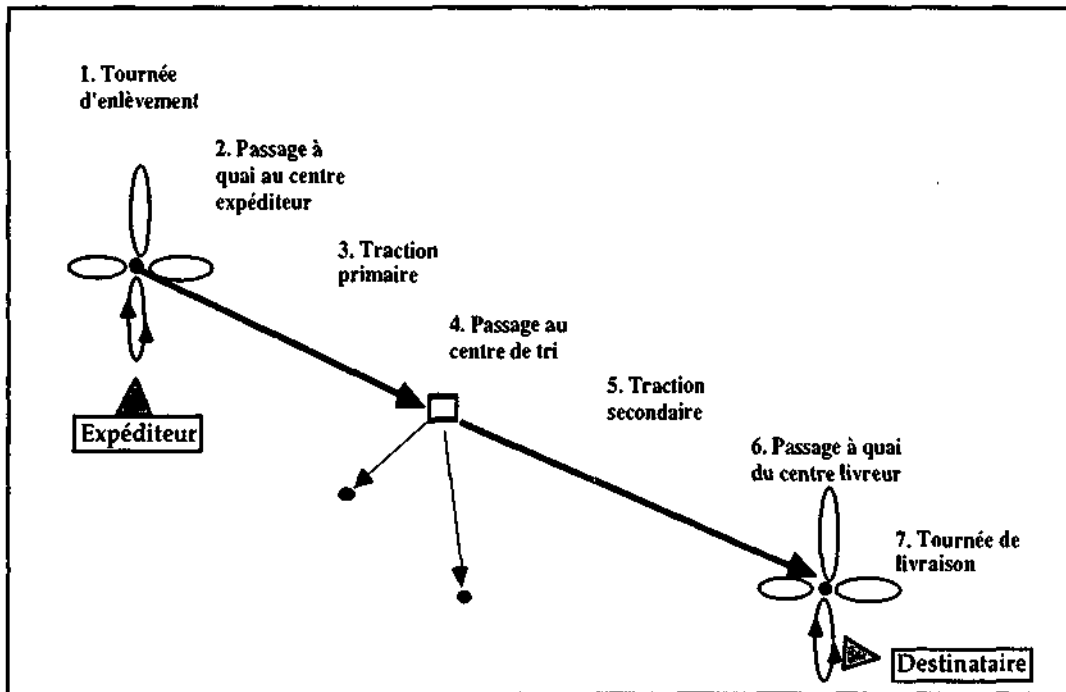 1. Tournée
d'enlèvement
2. Passage à
quai au centre
expéditeur
3. Traction
primaire
4. Passage au
centre de tri
5. Traction
secondaire
6. Passage à quai
du centre livreur
7. Tournée de
livraison
Expéditeur
Destinataire